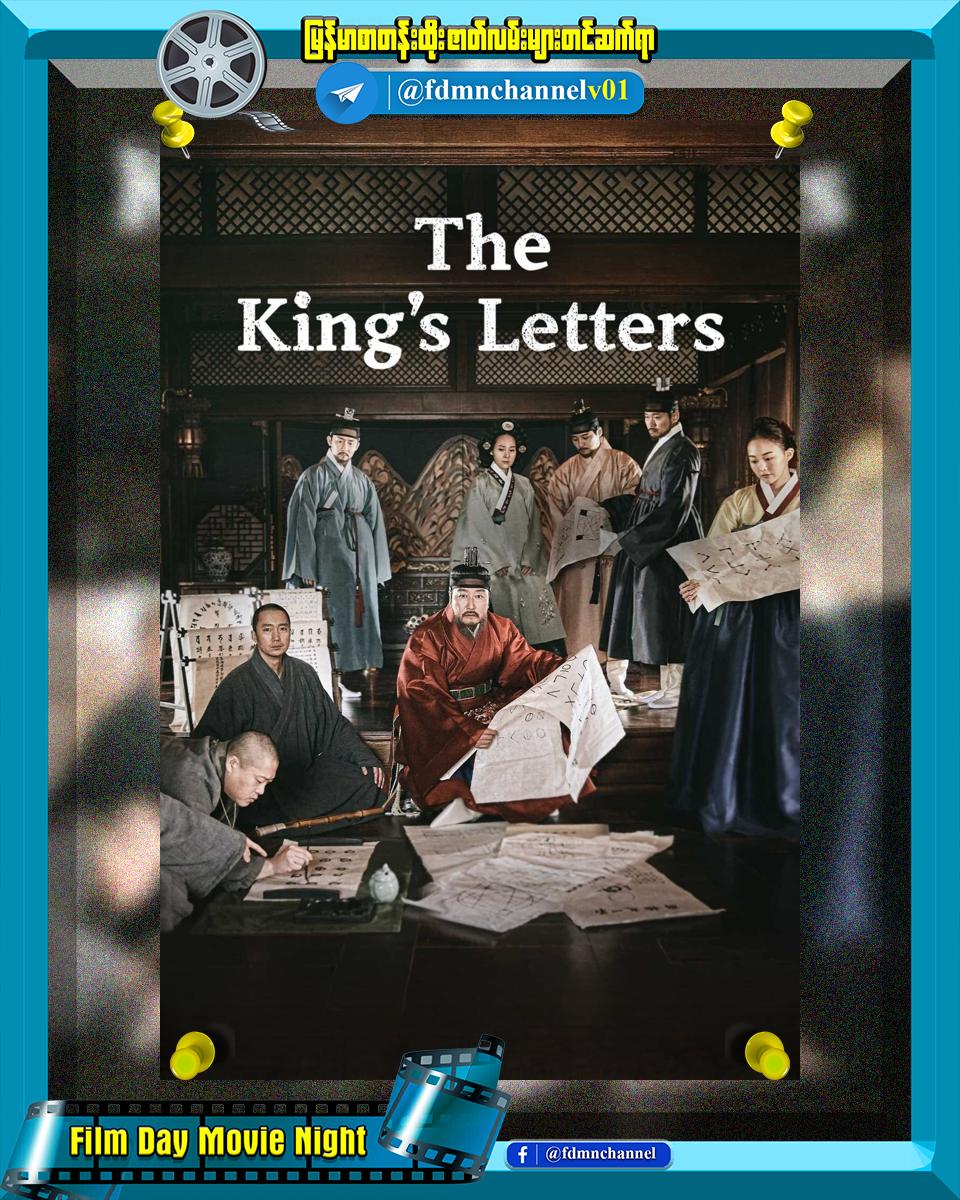 မြန်မာစာတန်းထိုးဇာတ်လမ်းများတင်ဆက်ရာ
@fdmnchannelv01
The
King's Letters
Film Day Movie Night
@fdmnchannel